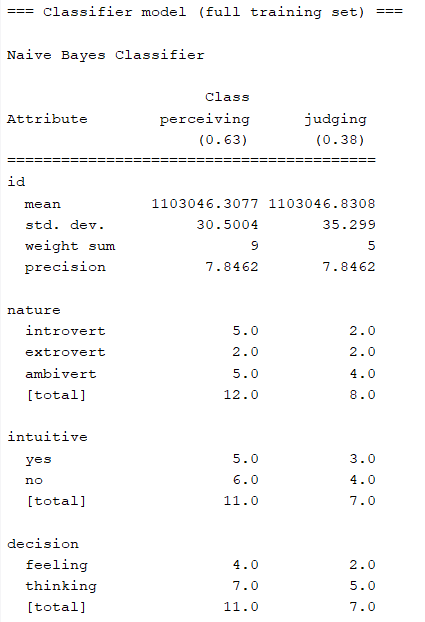 === Classifier model (full training set) ===
Naive Bayes Classifier
Class
Attribute perceiving judging
(0.63) (0.38)
=========================================
id
mean 1103046.3077 1103046.8308
std. dev. 30.5004 35.299
weight sum 9 5
precision 7.8462 7.8462
nature
introvert 5.0 2.0
extrovert 2.0 2.0
ambivert 5.0 4.0
[total] 12.0 8.0
intuitive
yes 5.0 3.0
no 6.0 4.0
[total] 11.0 7.0
decision
feeling 4.0 2.0
thinking 7.0 5.0
[total] 11.0 7.0